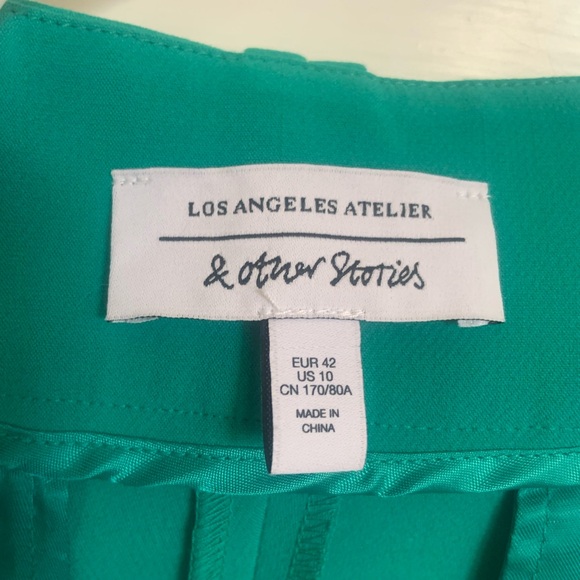 LOS ANGELES ATELIER
& other Stories
EUR 42
US 10
CN 170/80A
MADE IN
CHINA